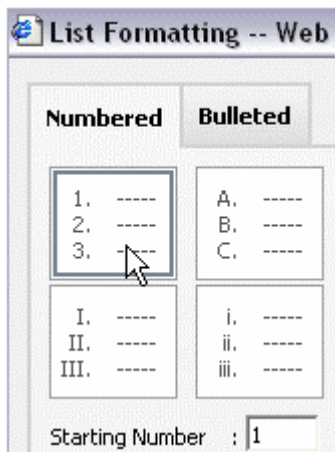 List Formatting -- Web
Numbered Bulleted
1. ----- A. -----
2. ----- B. -----
3. ----- C. -----
I. ----- i. -----
II. ----- ii. -----
III. ----- iii. -----
Starting Number : 1